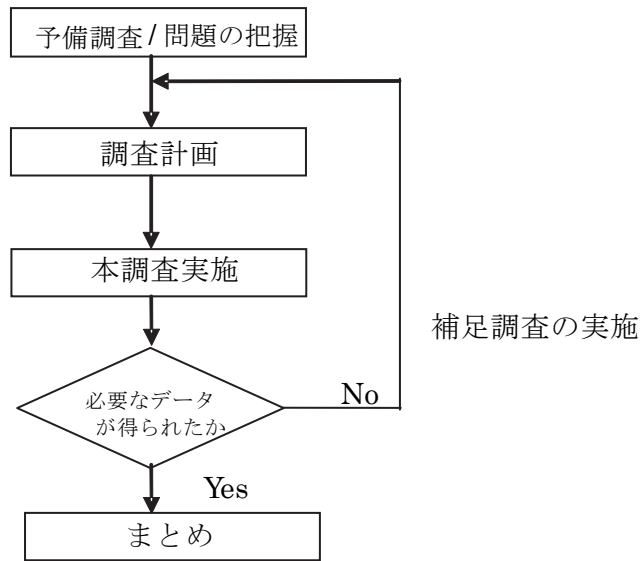 予備調査/問題の把握
調査計画
本調査実施
補足調査の実施
必要なデータ
が得られたか
No
Yes
まとめ